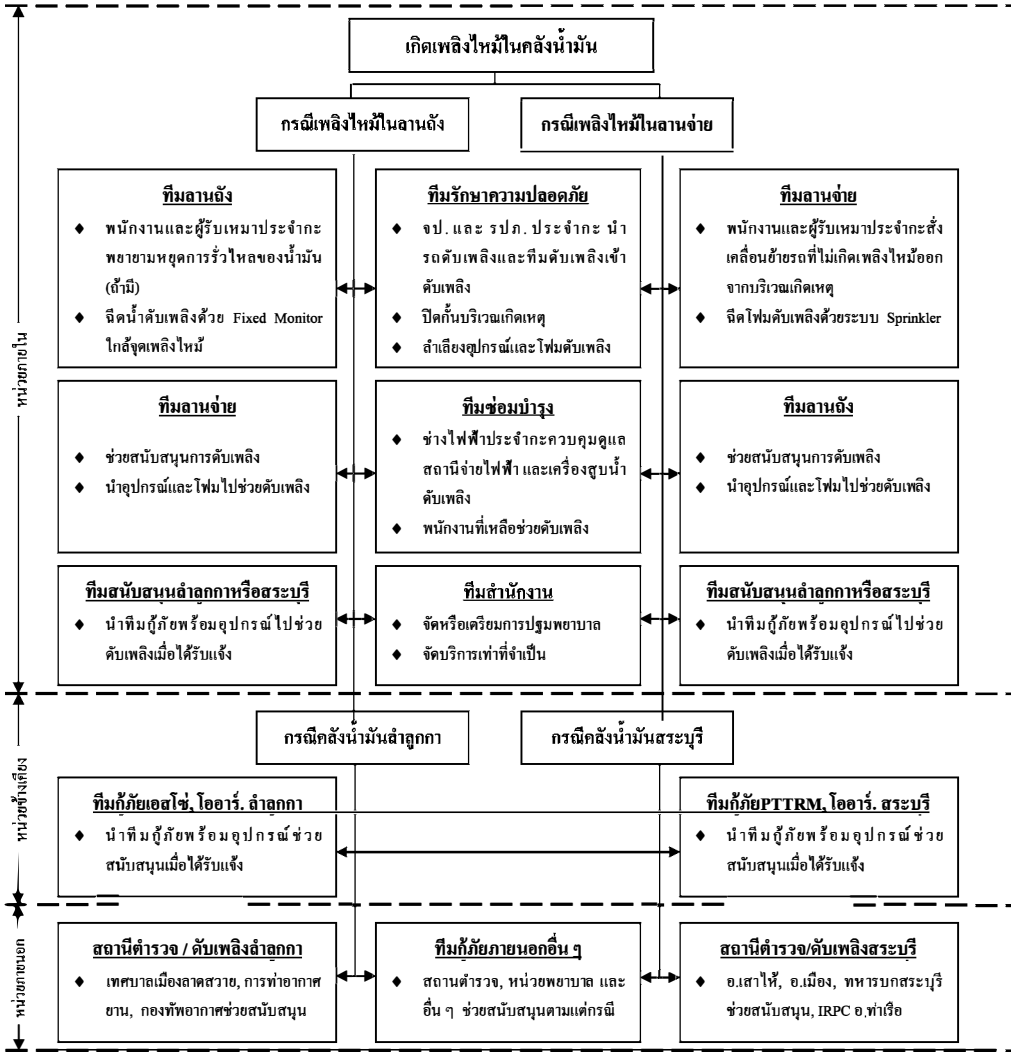 เกิดเพลิงไหม้ในคลังน้ำมัน
กรณีเพลิงไหม้ในลานถัง
กรณีเพลิงไหม้ในลานจ่าย
หน่วยภายใน
ทีมลานถัง
♦ พนักงานและผู้รับเหมาประจำกะ
พยายามหยุดการรั่วไหลของน้ำมัน
(ถ้ามี)
♦ ฉีดน้ำดับเพลิงด้วย Fixed Monitor
ใกล้จุดเพลิงไหม้
ทีมรักษาความปลอดภัย
♦ จป. และ รปภ. ประจำกะ นำ
รถดับเพลิงและทีมดับเพลิงเข้า
ดับเพลิง
♦ ปิดกั้นบริเวณเกิดเหตุ
♦ ลำเลียงอุปกรณ์และโฟมดับเพลิง
ทีมลานจ่าย
♦ พนักงานและผู้รับเหมาประจำกะสั่ง
เคลื่อนย้ายรถที่ไม่เกิดเพลิงไหม้ออก
จากบริเวณเกิดเหตุ
♦ ฉีดโฟมดับเพลิงด้วยระบบ Sprinkler
ทีมลานจ่าย
♦ ช่วยสนับสนุนการดับเพลิง
♦ นำอุปกรณ์และโฟมไปช่วยดับเพลิง
ทีมซ่อมบำรุง
♦ ช่างไฟฟ้าประจำกะควบคุมดูแล
สถานีจ่ายไฟฟ้า และเครื่องสูบน้ำ
ดับเพลิง
♦ พนักงานที่เหลือช่วยดับเพลิง
ทีมลานถัง
♦ ช่วยสนับสนุนการดับเพลิง
♦ นำอุปกรณ์และโฟมไปช่วยดับเพลิง
ทีมสนับสนุนลำลูกกาหรือสระบุรี
♦ นำทีมกู้ภัยพร้อมอุปกรณ์ไปช่วย
ดับเพลิงเมื่อได้รับแจ้ง
ทีมสำนักงาน
♦ จัดหรือเตรียมการปฐมพยาบาล
♦ จัดบริการเท่าที่จำเป็น
ทีมสนับสนุนลำลูกกาหรือสระบุรี
♦ นำทีมกู้ภัยพร้อมอุปกรณ์ไปช่วย
ดับเพลิงเมื่อได้รับแจ้ง
หน่วยข้างเคียง
กรณีคลังน้ำมันลำลูกกา
กรณีคลังน้ำมันสระบุรี
ทีมกู้ภัยเอสโซ่, โออาร์. ลำลูกกา
♦ นำทีมกู้ภัยพร้อมอุปกรณ์ช่วย
สนับสนุนเมื่อได้รับแจ้ง
ทีมกู้ภัยPTTRM, โออาร์. สระบุรี
♦ นำทีมกู้ภัยพร้อมอุปกรณ์ช่วย
สนับสนุนเมื่อได้รับแจ้ง
หน่วยภายนอก
สถานีตำรวจ / ดับเพลิงลำลูกกา
♦ เทศบาลเมืองลาดสวาย, การท่าอากาศ
ยาน, กองทัพอากาศช่วยสนับสนุน
ทีมกู้ภัยภายนอกอื่น ๆ
♦ สถานตำรวจ, หน่วยพยาบาล และ
อื่น ๆ ช่วยสนับสนุนตามแต่กรณี
สถานีตำรวจ/ดับเพลิงสระบุรี
♦ อ.เสาไห้, อ.เมือง, ทหารบกสระบุรี
ช่วยสนับสนุน, IRPC อ.ท่าเรือ